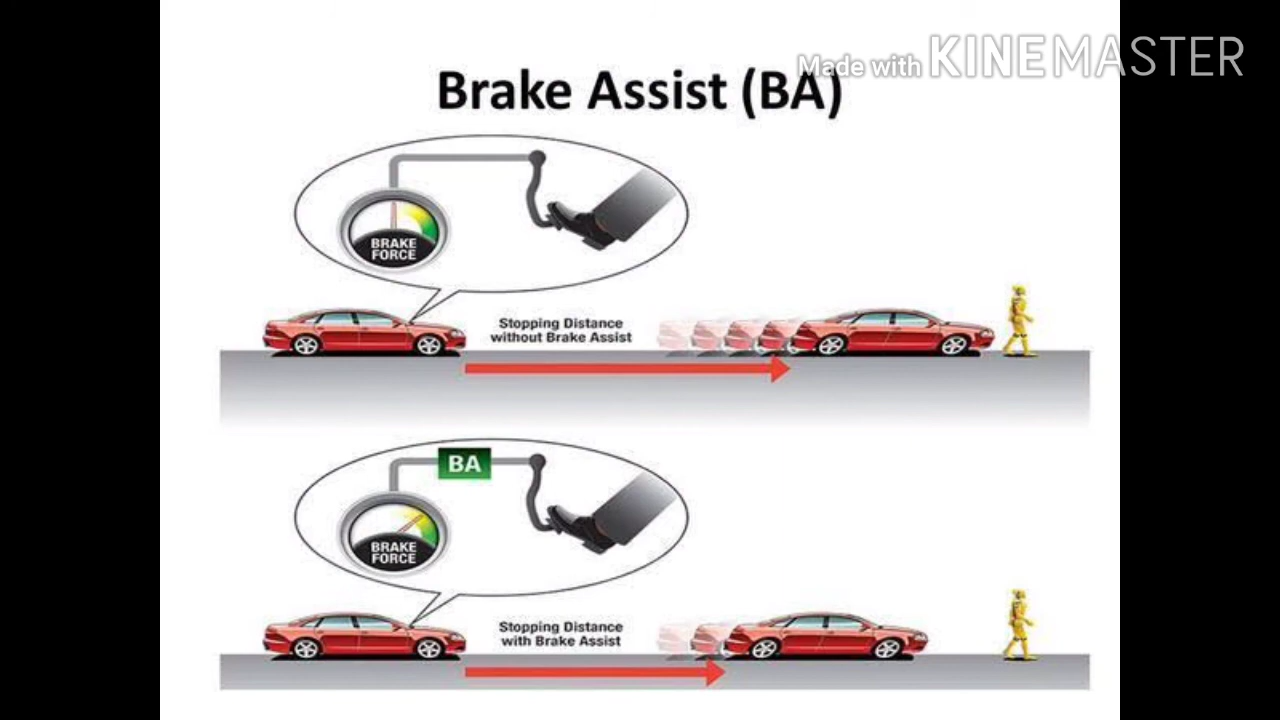 Made with KINEMASTER
Brake Assist (BA)
BRAKE
FORCE
Stopping Distance
without Brake Assist
BA
BRAKE
FORCE
Stopping Distance
with Brake Assist